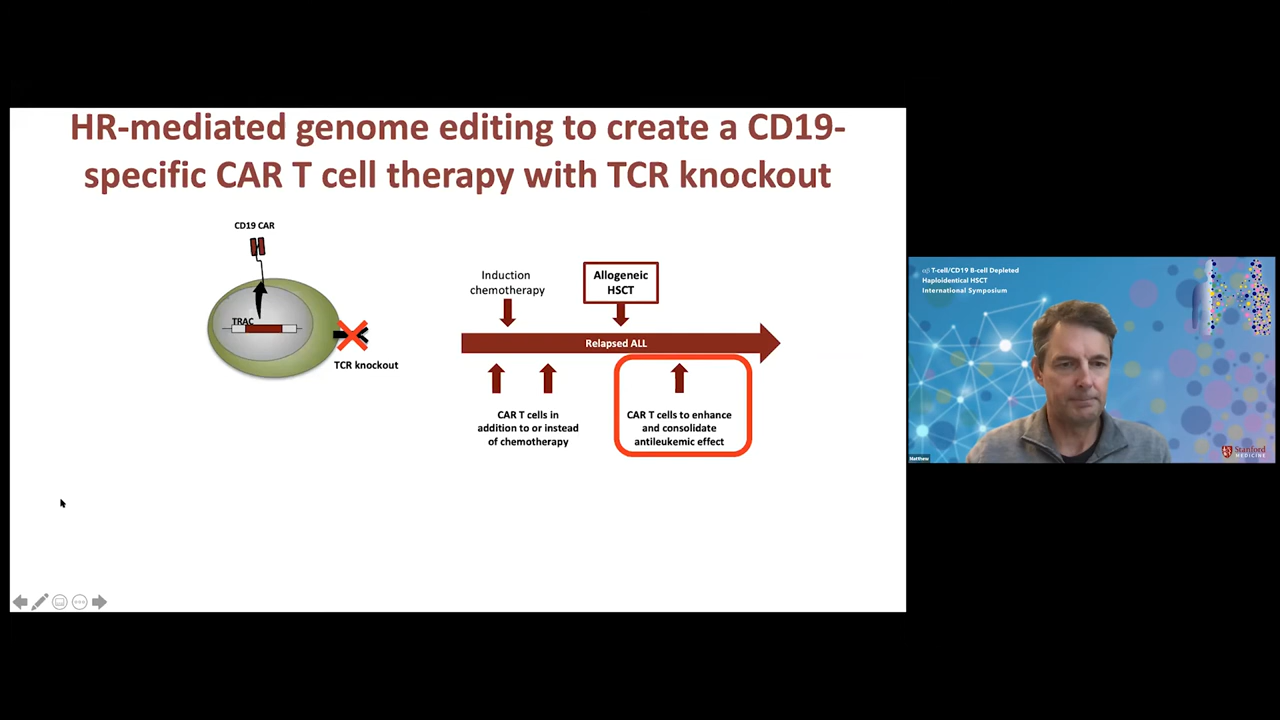 HR-mediated genome editing to create a CD19-
specific CAR T cell therapy with TCR knockout
CD19 CAR
TRAC
TCR knockout
Induction
chemotherapy
Allogeneic
HSCT
Relapsed ALL
CAR T cells in
addition to or instead
of chemotherapy
CAR T cells to enhance
and consolidate
antileukemic effect
αβ T-cell/CD19 B-cell Depleted
Haploidentical HSCT
International Symposium
Matthew
Stanford
MEDICINE